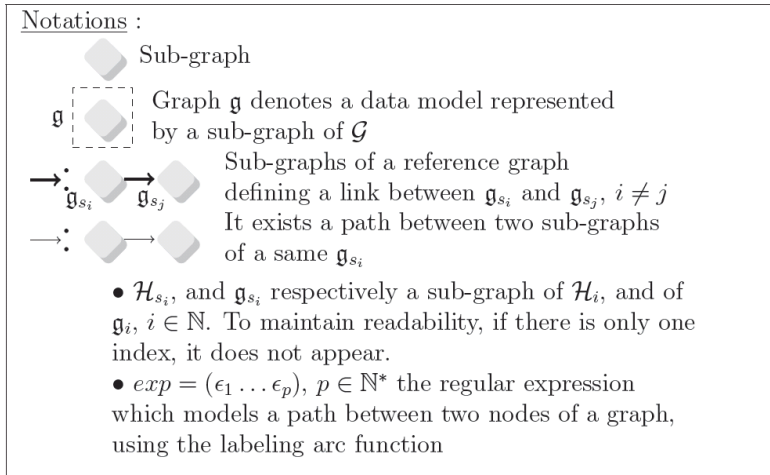 Notations :
Sub-graph
𝔤 Graph 𝔤 denotes a data model represented
by a sub-graph of 𝒢
Sub-graphs of a reference graph
𝔤_{s_i} 𝔤_{s_j} defining a link between 𝔤_{s_i} and 𝔤_{s_j}, i ≠ j
It exists a path between two sub-graphs
of a same 𝔤_{s_i}
• ℋ_{s_i}, and 𝔤_{s_i} respectively a sub-graph of ℋ_i, and of
𝔤_i, i ∈ ℕ. To maintain readability, if there is only one
index, it does not appear.
• exp = (ϵ_1 … ϵ_p), p ∈ ℕ* the regular expression
which models a path between two nodes of a graph,
using the labeling arc function